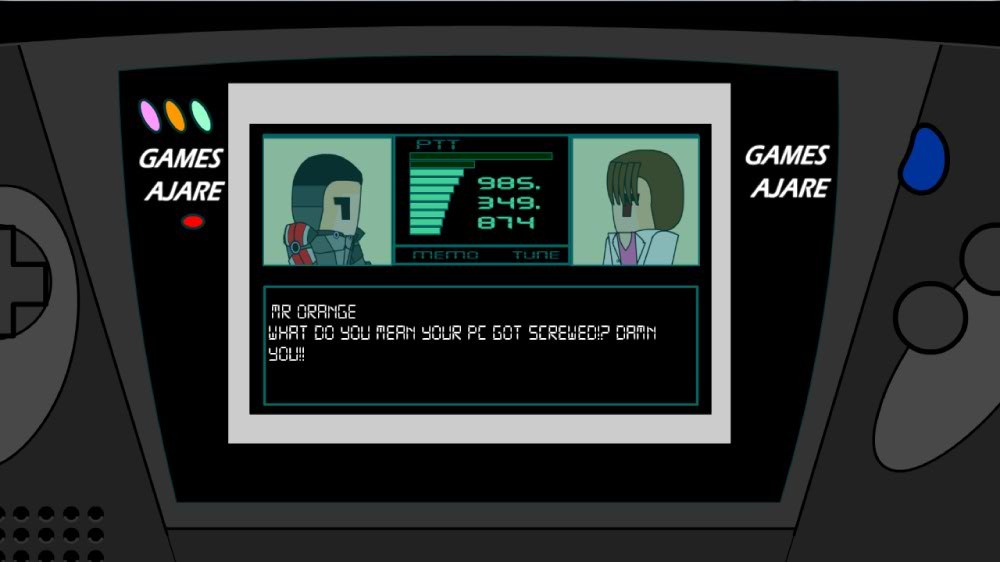 GAMES
AJARE
GAMES
AJARE
PTT
985.
349.
874
MEMO TUNE
MR ORANGE
WHAT DO YOU MEAN YOUR PC GOT SCREWED!? DAMN
YOU!!